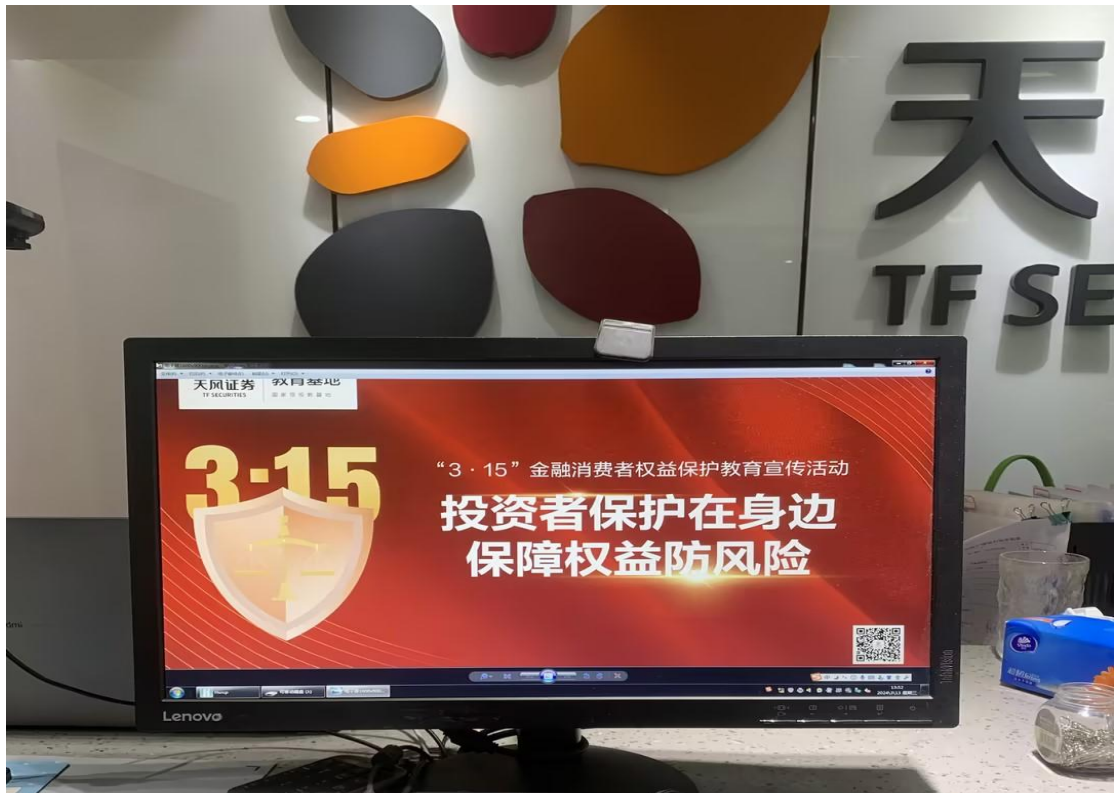 天
TF SE
天风证券
教育基地
TF SECURITIES
3·15
“3·15”金融消费者权益保护教育宣传活动
投资者保护在身边
保障权益防风险
Lenovo